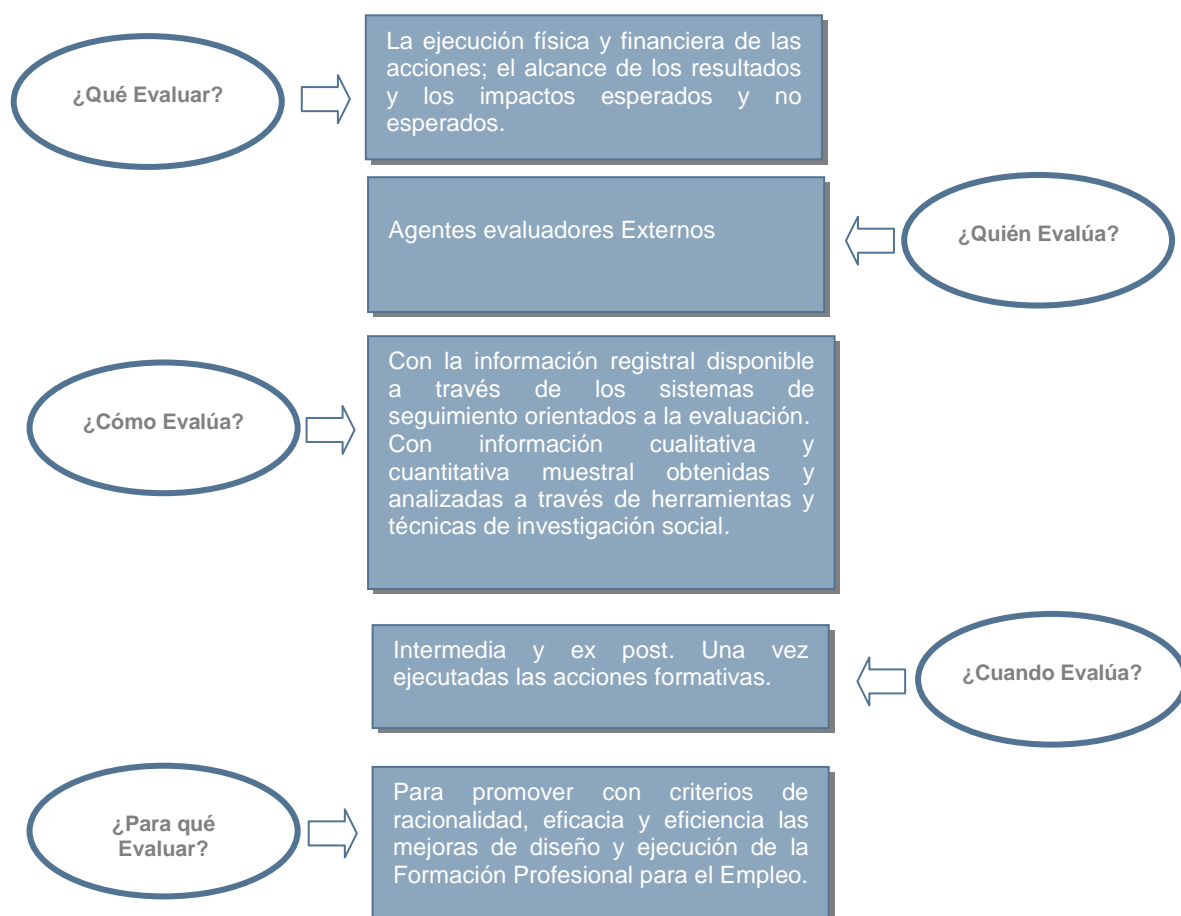 ¿Qué Evaluar?
La ejecución física y financiera de las
acciones; el alcance de los resultados
y los impactos esperados y no
esperados.
Agentes evaluadores Externos
¿Quién Evalúa?
¿Cómo Evalúa?
Con la información registral disponible
a través de los sistemas de
seguimiento orientados a la evaluación.
Con información cualitativa y
cuantitativa muestral obtenidas y
analizadas a través de herramientas y
técnicas de investigación social.
Intermedia y ex post. Una vez
ejecutadas las acciones formativas.
¿Cuando Evalúa?
¿Para qué
Evaluar?
Para promover con criterios de
racionalidad, eficacia y eficiencia las
mejoras de diseño y ejecución de la
Formación Profesional para el Empleo.